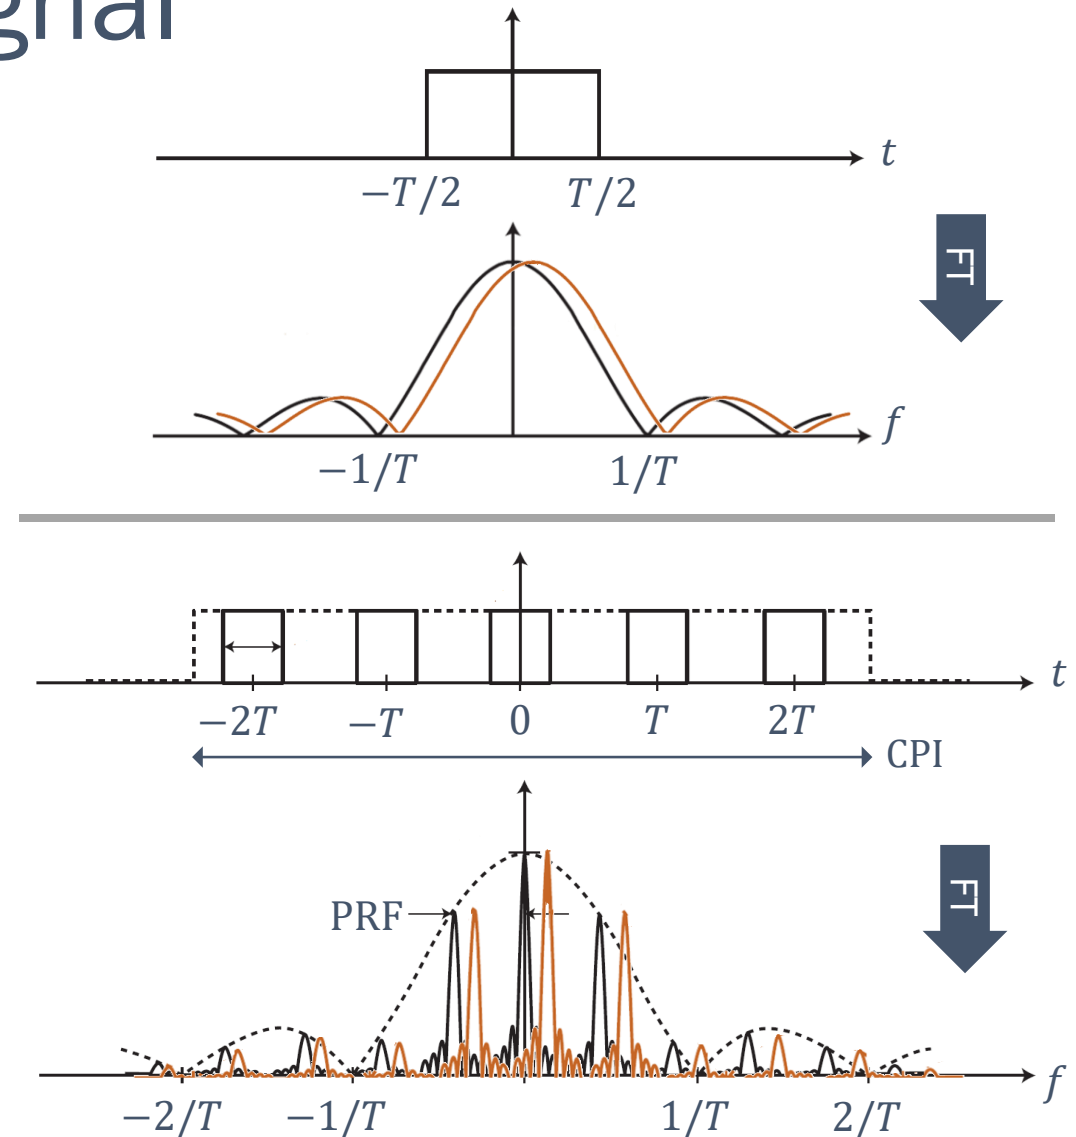 gnal
t
−T/2 T/2
FT
f
−1/T 1/T
t
−2T −T 0 T 2T
CPI
PRF
FT
f
−2/T −1/T 1/T 2/T